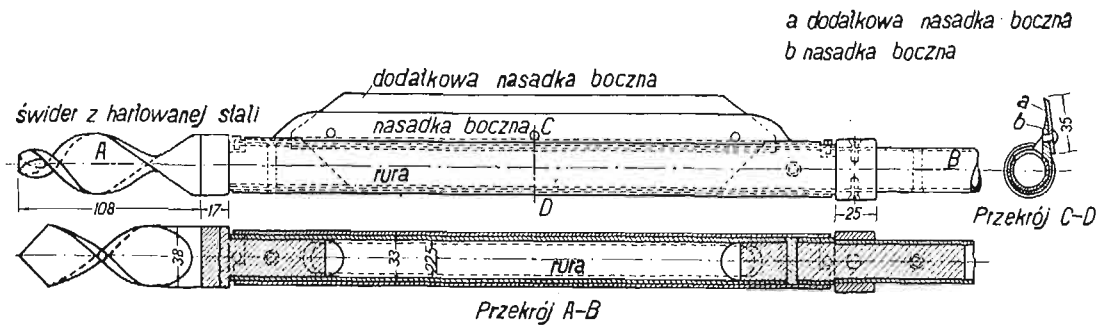 a dodatkowa nasadka boczna
b nasadka boczna
dodatkowa nasadka boczna
świder z hartowanej stali
nasadka boczna C
a
b
35
A
rura
B
D
108
17
25
Przekrój C-D
38
33
22,5
rura
Przekrój A-B